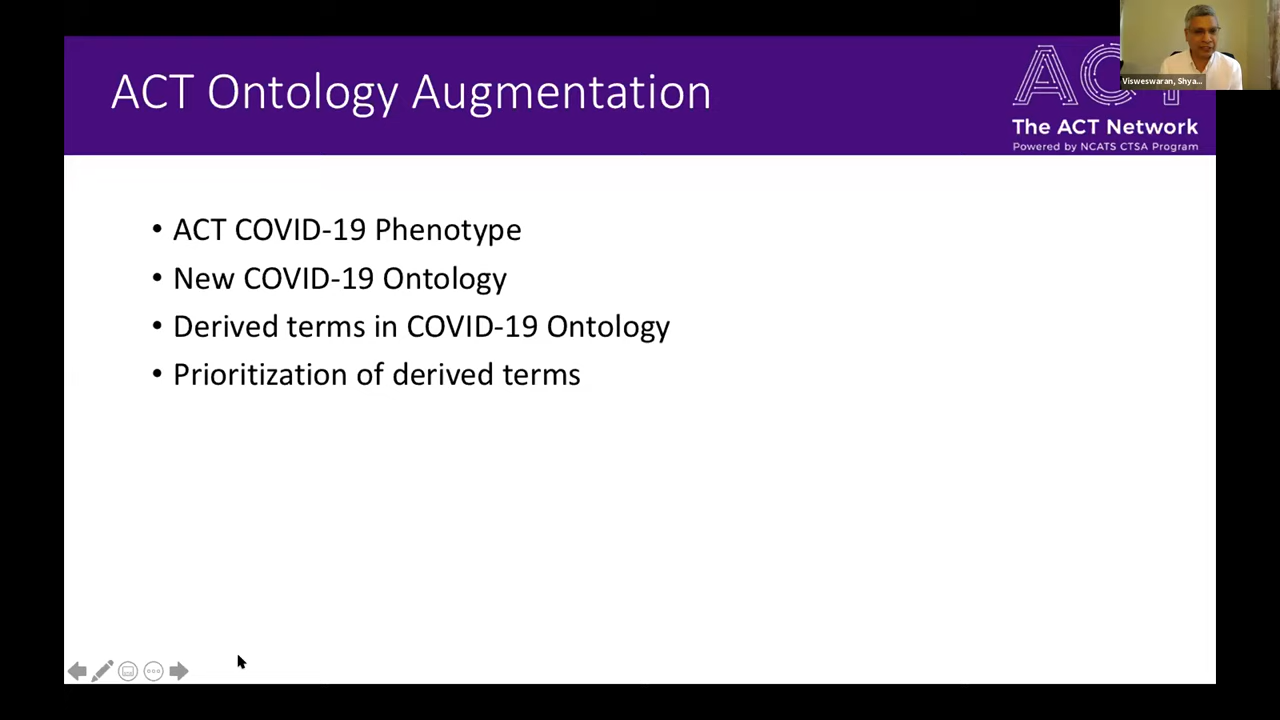 ACT Ontology Augmentation
ACT
The ACT Network
Powered by NCATS CTSA Program
Visweswaran, Shya...
• ACT COVID-19 Phenotype
• New COVID-19 Ontology
• Derived terms in COVID-19 Ontology
• Prioritization of derived terms